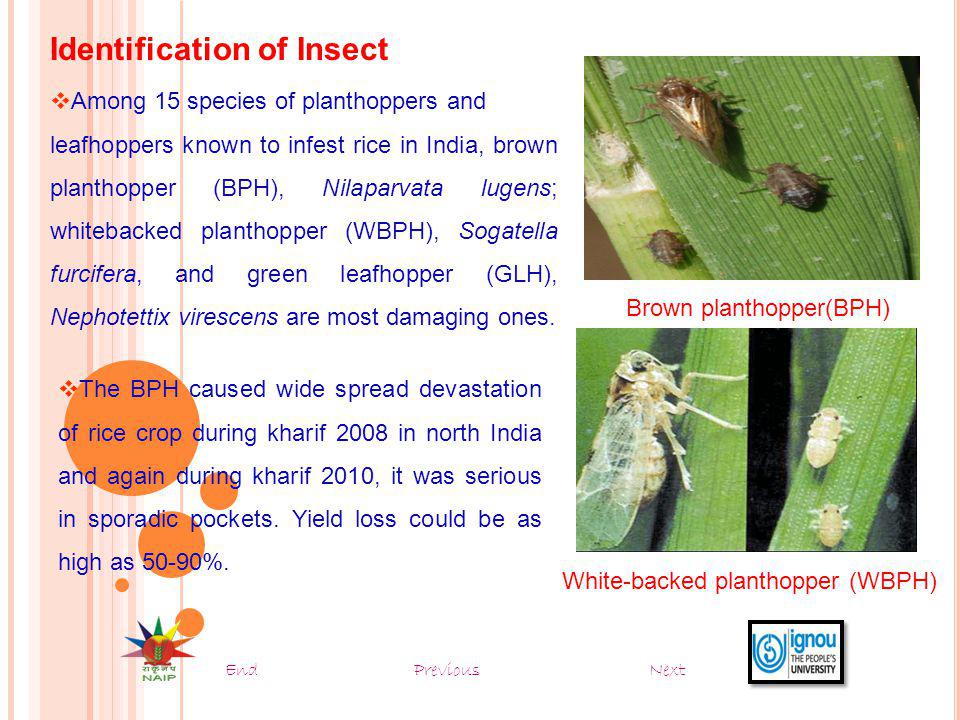 Identification of Insect
❖Among 15 species of planthoppers and
leafhoppers known to infest rice in India, brown
planthopper (BPH), Nilaparvata lugens;
whitebacked planthopper (WBPH), Sogatella
furcifera, and green leafhopper (GLH),
Nephotettix virescens are most damaging ones.
❖The BPH caused wide spread devastation
of rice crop during kharif 2008 in north India
and again during kharif 2010, it was serious
in sporadic pockets. Yield loss could be as
high as 50-90%.
Brown planthopper(BPH)
White-backed planthopper (WBPH)
राकृनप
NAIP
End Previous Next
ignou
THE PEOPLE'S
UNIVERSITY